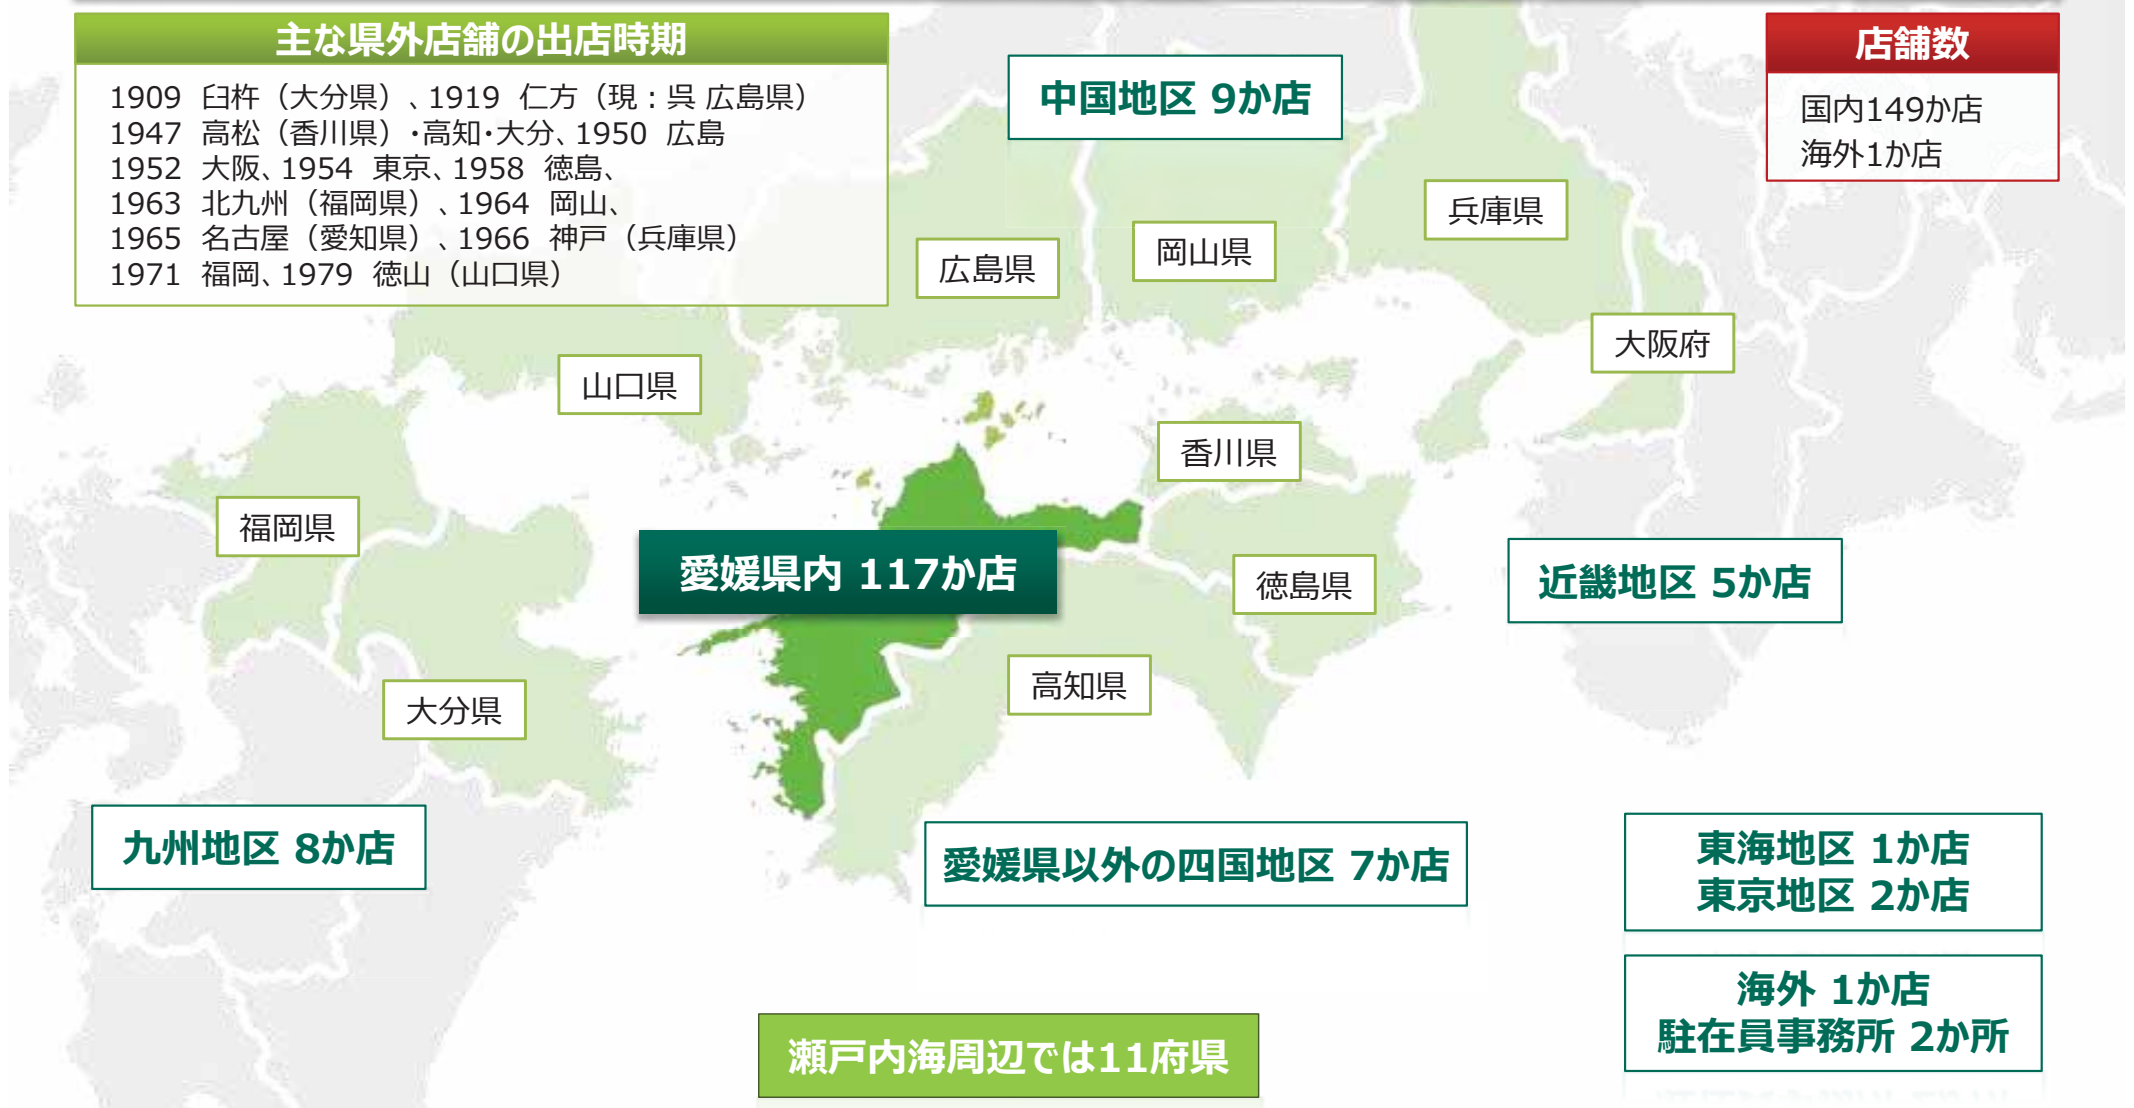 主な県外店舗の出店時期
1909 臼杵（大分県）、1919 仁方（現：呉 広島県）
1947 高松（香川県）・高知・大分、1950 広島
1952 大阪、1954 東京、1958 徳島、
1963 北九州（福岡県）、1964 岡山、
1965 名古屋（愛知県）、1966 神戸（兵庫県）
1971 福岡、1979 徳山（山口県）
店舗数
国内149か店
海外1か店
中国地区 9か店
兵庫県
岡山県
広島県
大阪府
山口県
香川県
福岡県
愛媛県内 117か店
徳島県
近畿地区 5か店
高知県
大分県
九州地区 8か店
愛媛県以外の四国地区 7か店
東海地区 1か店
東京地区 2か店
海外 1か店
駐在員事務所 2か所
瀬戸内海周辺では11府県